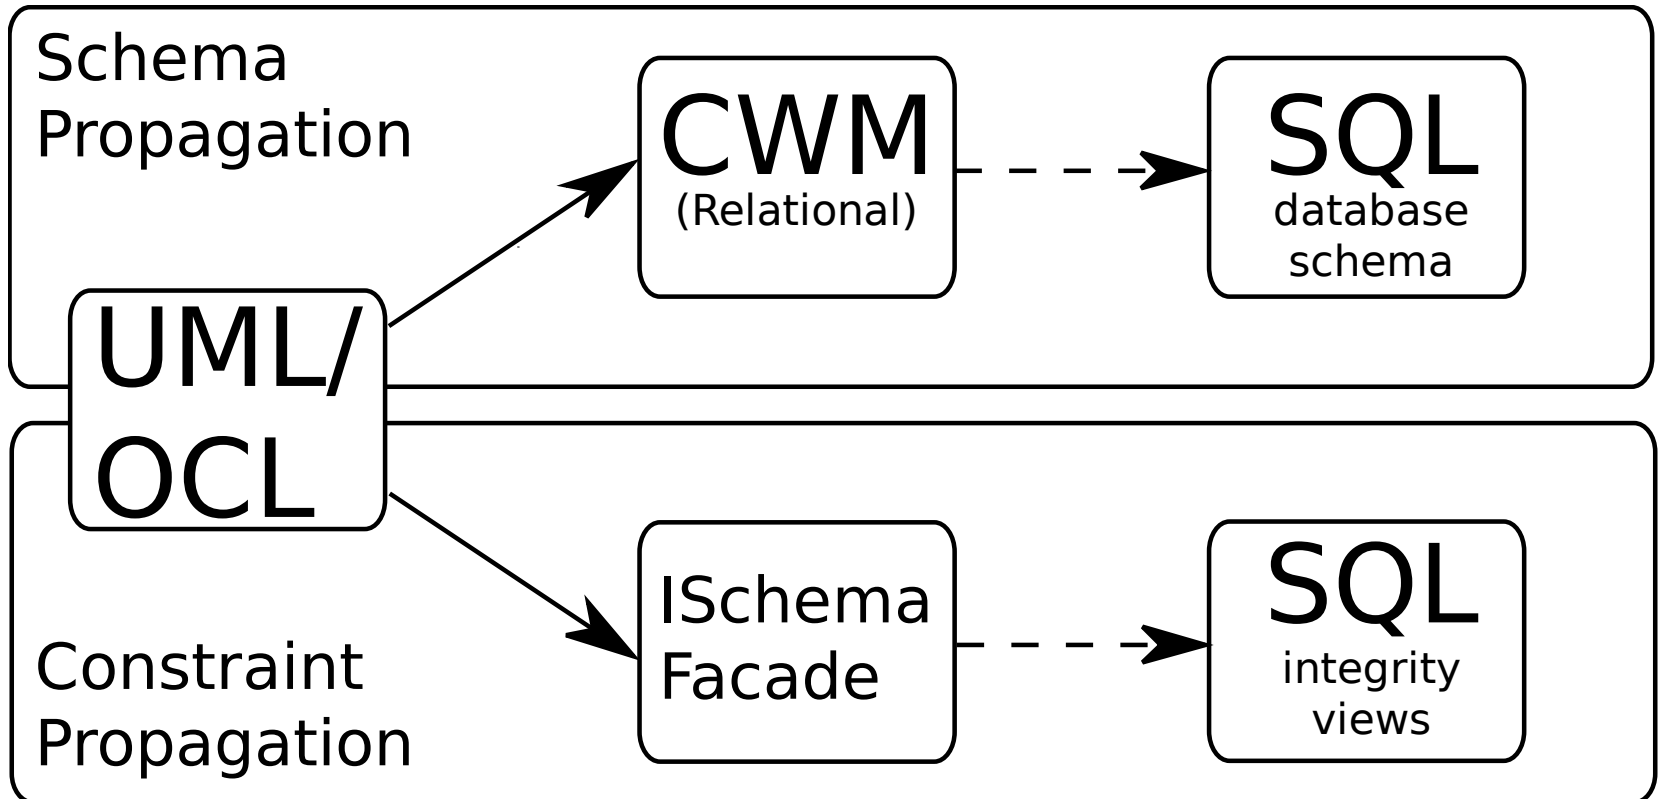 Schema
Propagation
CWM
(Relational)
SQL
database
schema
UML/
OCL
Constraint
Propagation
ISchema
Facade
SQL
integrity
views